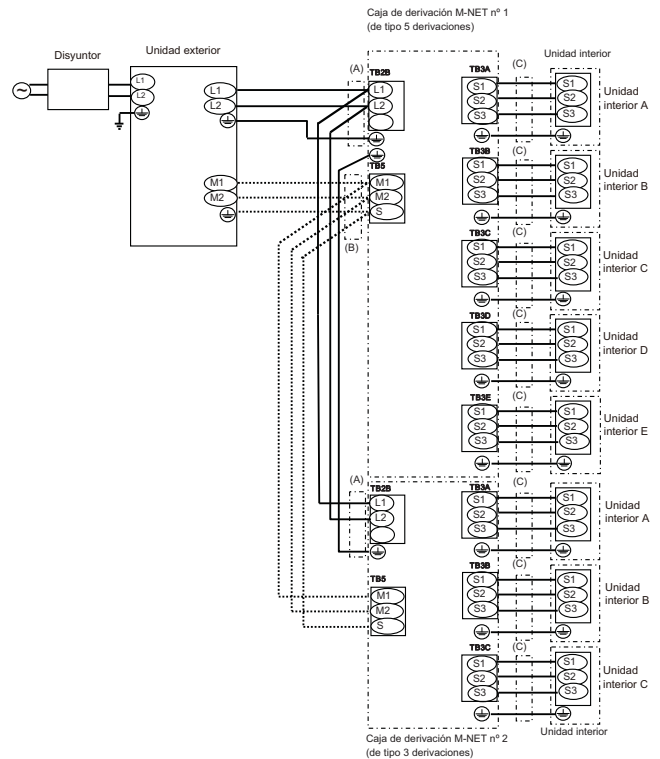 Caja de derivación M-NET nº 1
(de tipo 5 derivaciones)
Disyuntor
Unidad exterior
Unidad interior
L1
L2
L1
L2
M1
M2
(A)
TB2B
L1
L2
TB5
M1
M2
S
(B)
TB3A
(C)
S1
S2
S3
S1
S2
S3
Unidad
interior A
TB3B
(C)
S1
S2
S3
S1
S2
S3
Unidad
interior B
TB3C
(C)
S1
S2
S3
S1
S2
S3
Unidad
interior C
TB3D
(C)
S1
S2
S3
S1
S2
S3
Unidad
interior D
TB3E
(C)
S1
S2
S3
S1
S2
S3
Unidad
interior E
(A)
TB2B
L1
L2
TB5
M1
M2
S
TB3A
(C)
S1
S2
S3
S1
S2
S3
Unidad
interior A
TB3B
(C)
S1
S2
S3
S1
S2
S3
Unidad
interior B
TB3C
(C)
S1
S2
S3
S1
S2
S3
Unidad
interior C
Unidad interior
Caja de derivación M-NET nº 2
(de tipo 3 derivaciones)